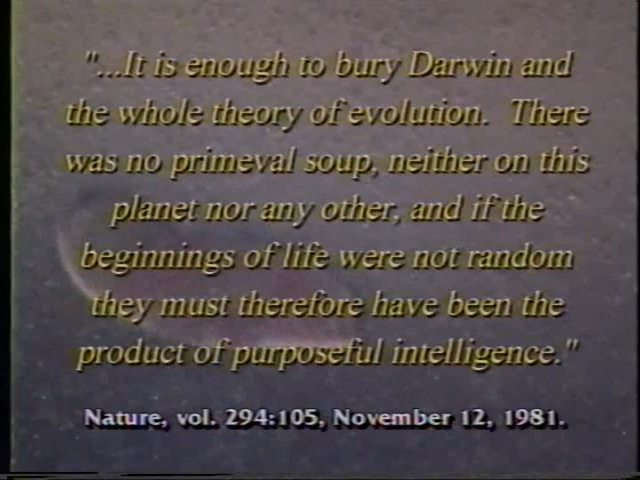 "...It is enough to bury Darwin and
the whole theory of evolution. There
was no primeval soup, neither on this
planet nor any other, and if the
beginnings of life were not random
they must therefore have been the
product of purposeful intelligence."
Nature, vol. 294:105, November 12, 1981.